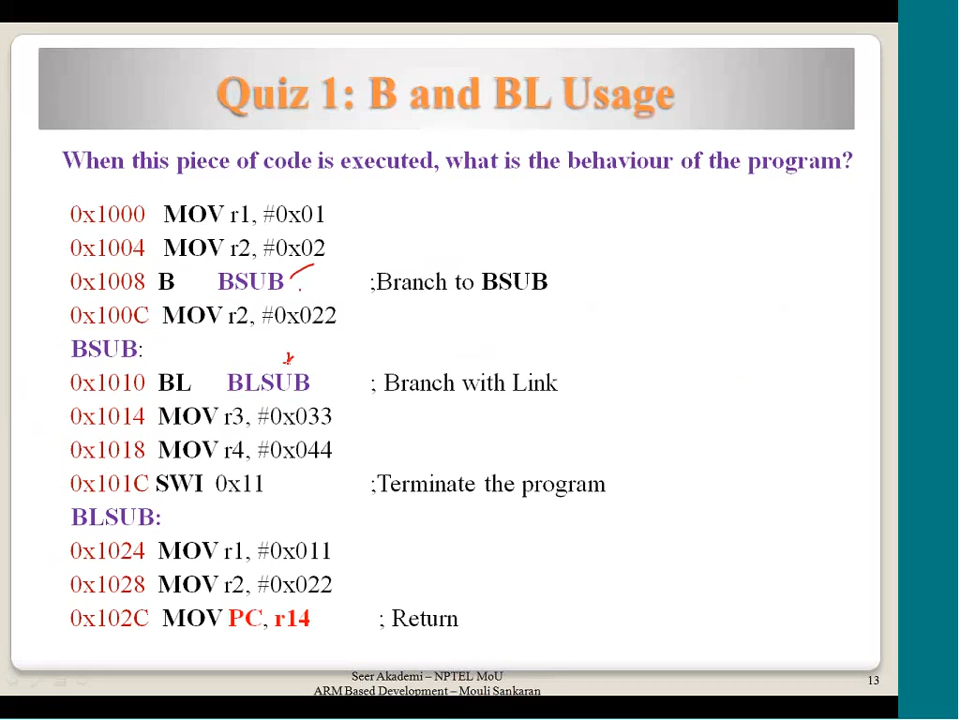 Quiz 1: B and BL Usage
When this piece of code is executed, what is the behaviour of the program?
0x1000 MOV r1, #0x01
0x1004 MOV r2, #0x02
0x1008 B BSUB ;Branch to BSUB
0x100C MOV r2, #0x022
BSUB:
0x1010 BL BLSUB ; Branch with Link
0x1014 MOV r3, #0x033
0x1018 MOV r4, #0x044
0x101C SWI 0x11 ;Terminate the program
BLSUB:
0x1024 MOV r1, #0x011
0x1028 MOV r2, #0x022
0x102C MOV PC, r14 ; Return
Seer Akademi – NPTEL MoU
ARM Based Development – Mouli Sankaran
13